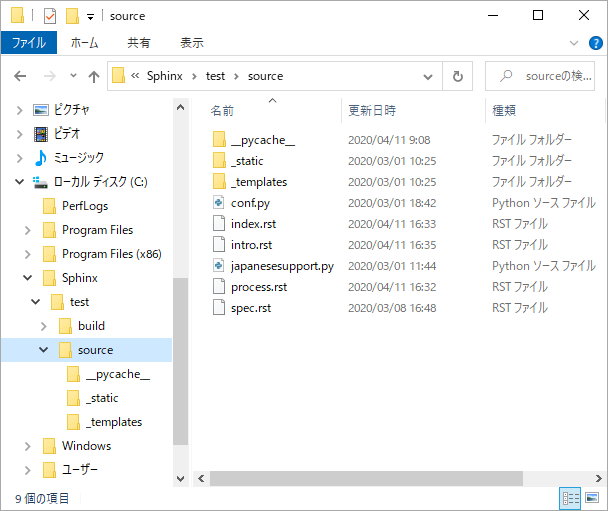 source
ファイル ホーム 共有 表示
« Sphinx › test › source sourceの検...
ピクチャ
ビデオ
ミュージック
ローカル ディスク (C:)
PerfLogs
Program Files
Program Files (x86)
Sphinx
test
build
source
__pycache__
_static
_templates
Windows
ユーザー
名前 更新日時 種類
__pycache__ 2020/04/11 9:08 ファイル フォルダー
_static 2020/03/01 10:25 ファイル フォルダー
_templates 2020/03/01 10:25 ファイル フォルダー
conf.py 2020/03/01 18:42 Python ソース ファイル
index.rst 2020/04/11 16:33 RST ファイル
intro.rst 2020/04/11 16:35 RST ファイル
japanesesupport.py 2020/03/01 11:44 Python ソース ファイル
process.rst 2020/04/11 16:32 RST ファイル
spec.rst 2020/03/08 16:48 RST ファイル
9 個の項目